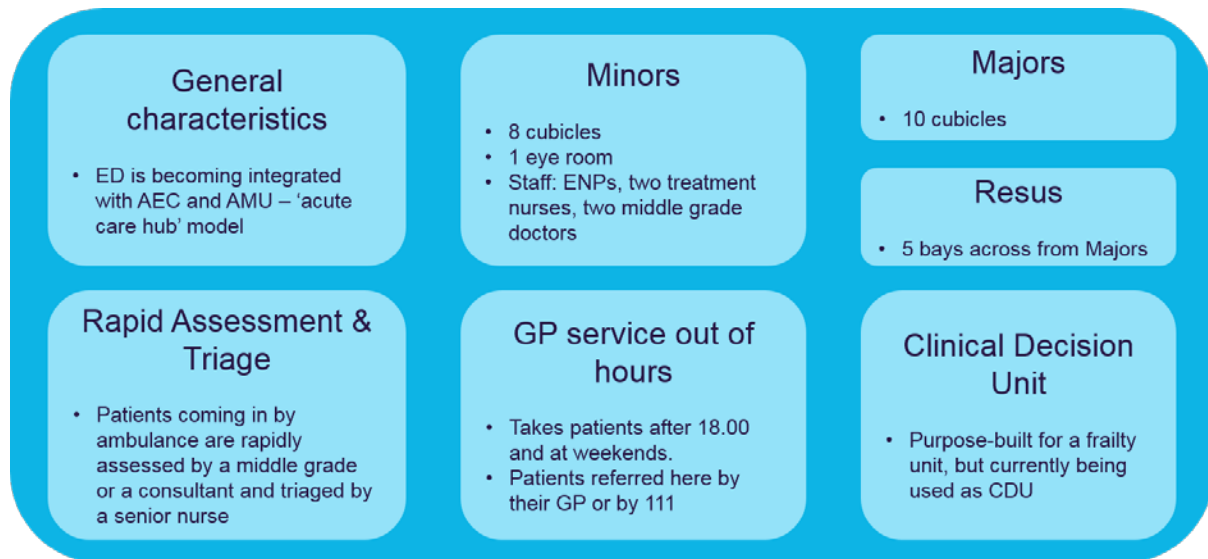 General
characteristics
• ED is becoming integrated
with AEC and AMU – ‘acute
care hub’ model
Minors
• 8 cubicles
• 1 eye room
• Staff: ENPs, two treatment
nurses, two middle grade
doctors
Majors
• 10 cubicles
Resus
• 5 bays across from Majors
Rapid Assessment &
Triage
• Patients coming in by
ambulance are rapidly
assessed by a middle grade
or a consultant and triaged by
a senior nurse
GP service out of
hours
• Takes patients after 18.00
and at weekends.
• Patients referred here by
their GP or by 111
Clinical Decision
Unit
• Purpose-built for a frailty
unit, but currently being
used as CDU